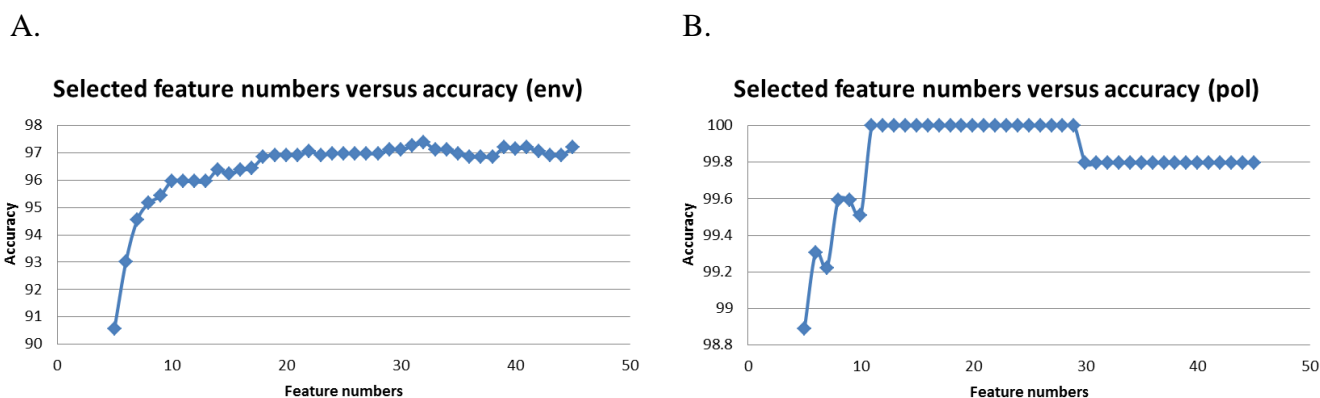 A.
Selected feature numbers versus accuracy (env)
98
97
96
95
94
93
92
91
90
Accuracy
0 10 20 30 40 50
Feature numbers
B.
Selected feature numbers versus accuracy (pol)
100
99.8
99.6
99.4
99.2
99
98.8
Accuracy
0 10 20 30 40 50
Feature numbers